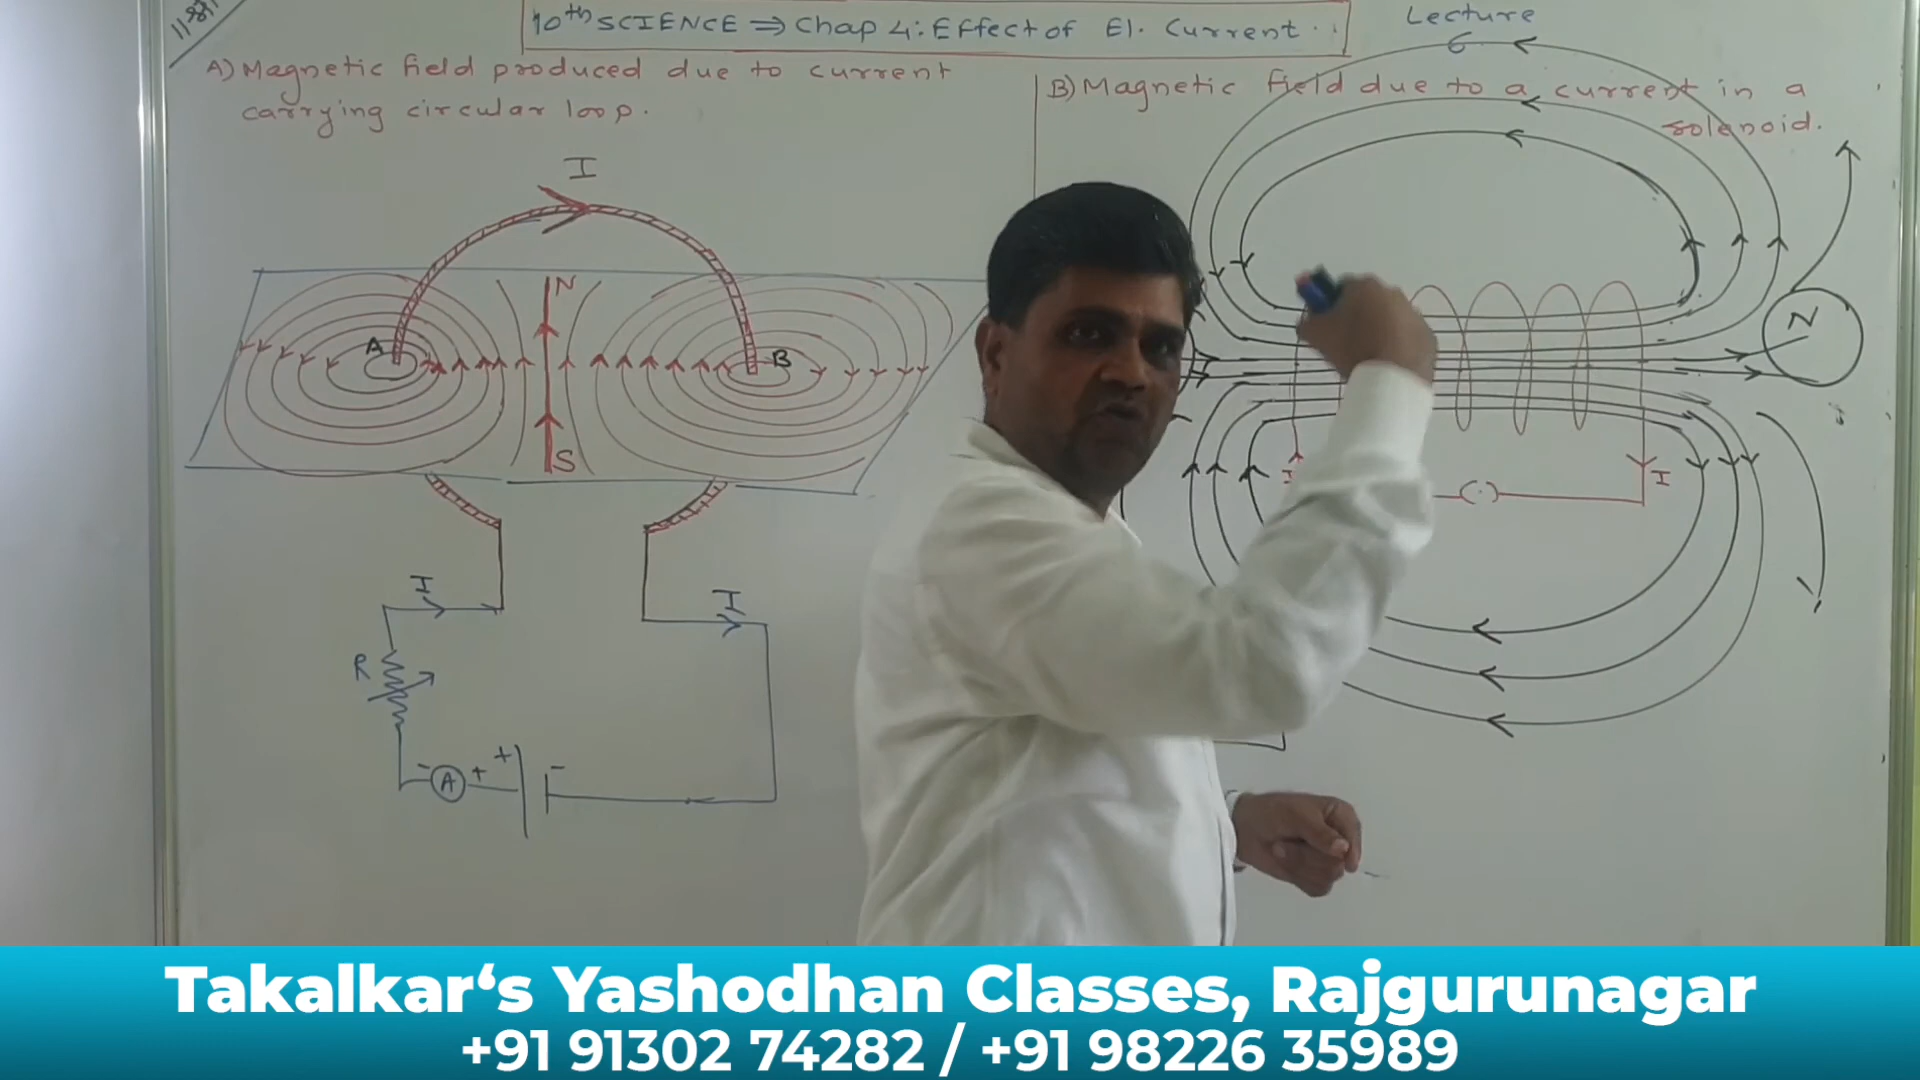 ॥श्री॥
10th SCIENCE ⇒ Chap 4: Effect of El. Current..
Lecture
6
A) Magnetic field produced due to current
carrying circular loop.
B) Magnetic field due to a current in a
solenoid.
I
N
A
B
S
N
I
I
I
I
R
- A + + -
Takalkar‘s Yashodhan Classes, Rajgurunagar
+91 91302 74282 / +91 98226 35989